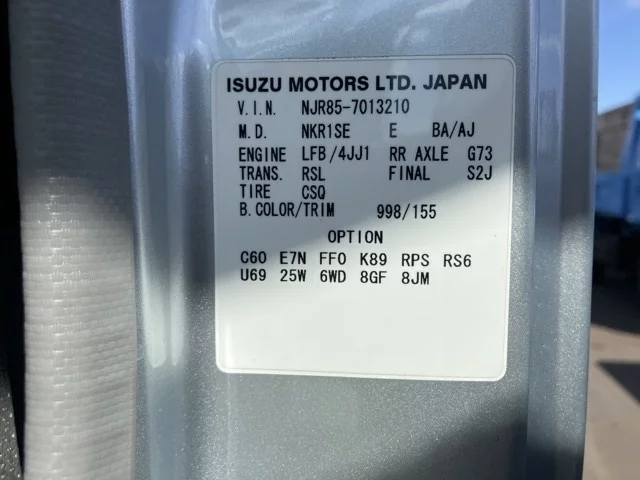 ISUZU MOTORS LTD. JAPAN
V.I.N. NJR85-7013210
M.D. NKR1SE E BA/AJ
ENGINE LFB/4JJ1 RR AXLE G73
TRANS. RSL FINAL S2J
TIRE CSQ
B.COLOR/TRIM 998/155
OPTION
C60 E7N FF0 K89 RPS RS6
U69 25W 6WD 8GF 8JM